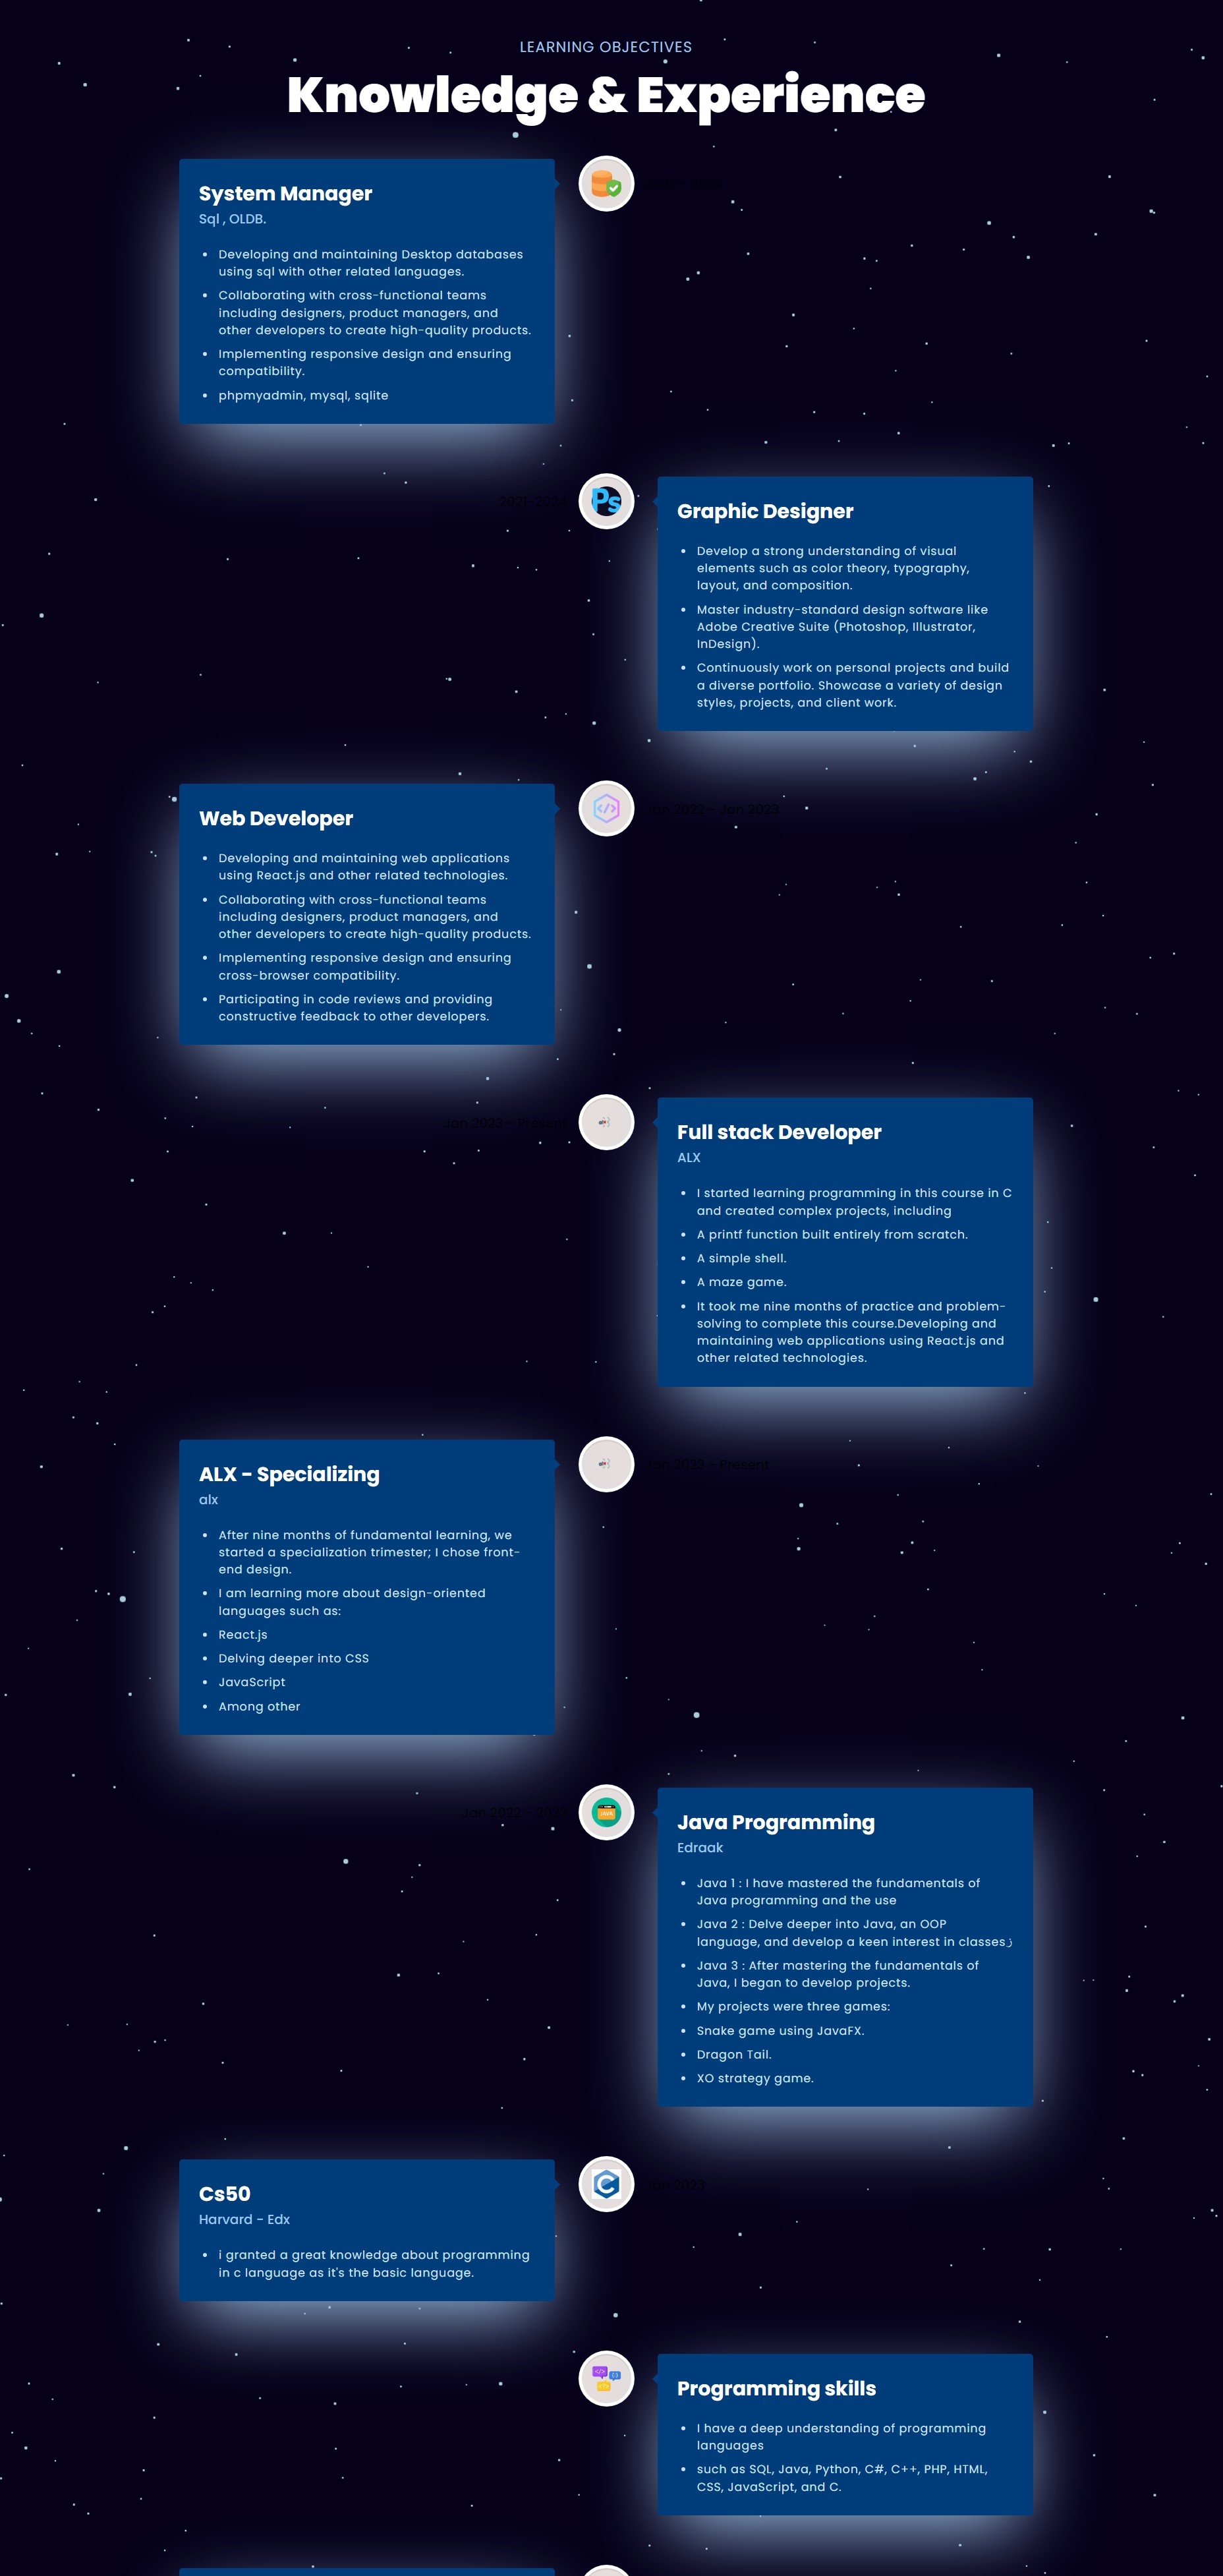 LEARNING OBJECTIVES
Knowledge & Experience
System Manager
Sql , OLDB.
Developing and maintaining Desktop databases
using sql with other related languages.
Collaborating with cross-functional teams
including designers, product managers, and
other developers to create high-quality products.
Implementing responsive design and ensuring
compatibility.
phpmyadmin, mysql, sqlite
2021-2024
Ps
Graphic Designer
Develop a strong understanding of visual
elements such as color theory, typography,
layout, and composition.
Master industry-standard design software like
Adobe Creative Suite (Photoshop, Illustrator,
InDesign).
Continuously work on personal projects and build
a diverse portfolio. Showcase a variety of design
styles, projects, and client work.
Web Developer
Jan 2022 - Jan 2023
Developing and maintaining web applications
using React.js and other related technologies.
Collaborating with cross-functional teams
including designers, product managers, and
other developers to create high-quality products.
Implementing responsive design and ensuring
cross-browser compatibility.
Participating in code reviews and providing
constructive feedback to other developers.
Jan 2023 - Present
Full stack Developer
ALX
I started learning programming in this course in C
and created complex projects, including
A printf function built entirely from scratch.
A simple shell.
A maze game.
It took me nine months of practice and problem-
solving to complete this course.Developing and
maintaining web applications using React.js and
other related technologies.
ALX - Specializing
alx
Jan 2023 - Present
After nine months of fundamental learning, we
started a specialization trimester; I chose front-
end design.
I am learning more about design-oriented
languages such as:
React.js
Delving deeper into CSS
JavaScript
Among other
Jan 2022 - 2023
JAVA
Java Programming
Edraak
Java 1 : I have mastered the fundamentals of
Java programming and the use
Java 2 : Delve deeper into Java, an OOP
language, and develop a keen interest in classesز
Java 3 : After mastering the fundamentals of
Java, I began to develop projects.
My projects were three games:
Snake game using JavaFX.
Dragon Tail.
XO strategy game.
Cs50
Harvard - Edx
C
Jan 2023
i granted a great knowledge about programming
in c language as it's the basic language.
Programming skills
I have a deep understanding of programming
languages
such as SQL, Java, Python, C#, C++, PHP, HTML,
CSS, JavaScript, and C.